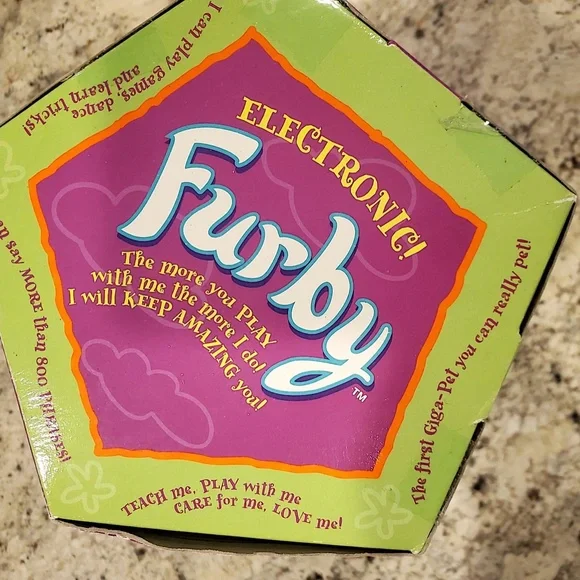 ELECTRONIC!
Furby
TM
The more you PLAY
with me the more I do!
I will KEEP AMAZING you!
I can play games, dance
and learn tricks!
The first Giga-Pet you can really pet!
TEACH me, PLAY with me
CARE for me, LOVE me!
say MORE than 800 PHRASES!